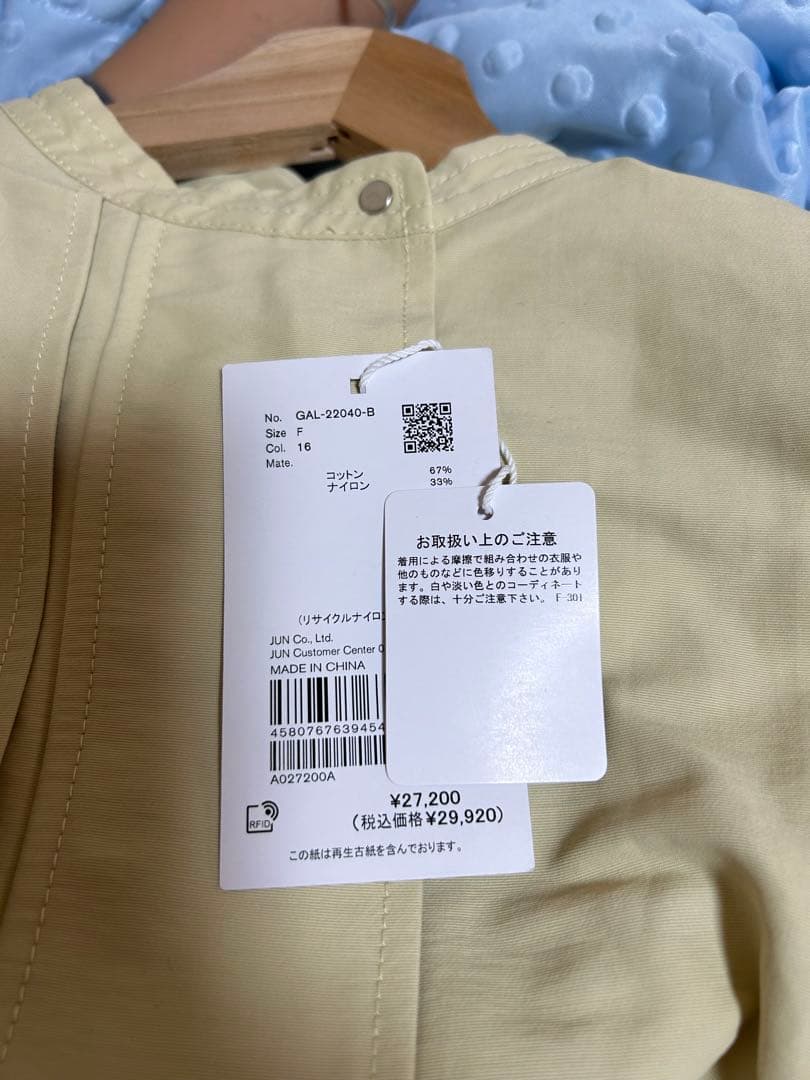 No. GAL-22040-B
Size F
Col. 16
Mate.
コットン 67%
ナイロン 33%
(リサイクルナイロン
JUN Co., Ltd.
JUN Customer Center 0
MADE IN CHINA
4580767639454
A027200A
RFID
¥27,200
(税込価格¥29,920)
この紙は再生古紙を含んでおります。
お取扱い上のご注意
着用による摩擦で組み合わせの衣服や
他のものなどに色移りすることがあり
ます。白や淡い色とのコーディネート
する際は、十分ご注意下さい。 F-301